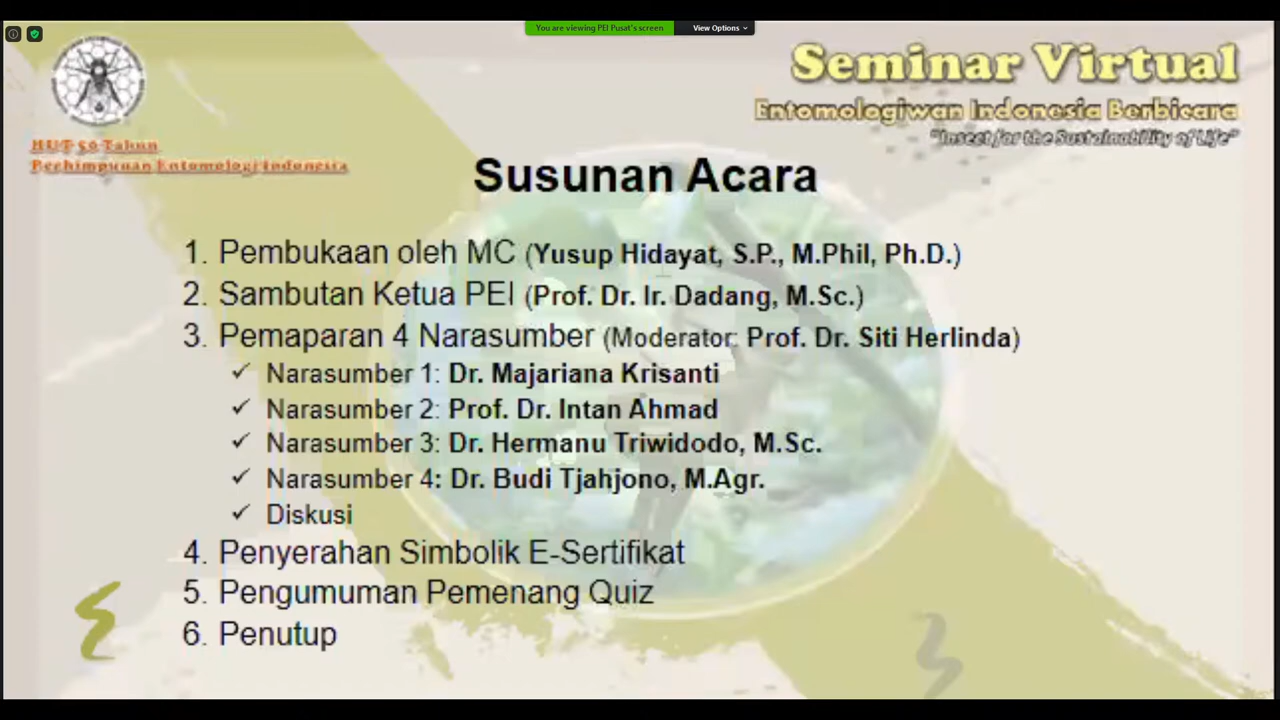 You are viewing PEI Pusat's screen
View Options
Seminar Virtual
Entomologiwan Indonesia Berbicara
"Insect for the Sustainability of Life"
HUT 50 Tahun
Perhimpunan Entomologi Indonesia
Susunan Acara
1. Pembukaan oleh MC (Yusup Hidayat, S.P., M.Phil, Ph.D.)
2. Sambutan Ketua PEI (Prof. Dr. Ir. Dadang, M.Sc.)
3. Pemaparan 4 Narasumber (Moderator: Prof. Dr. Siti Herlinda)
✓ Narasumber 1: Dr. Majariana Krisanti
✓ Narasumber 2: Prof. Dr. Intan Ahmad
✓ Narasumber 3: Dr. Hermanu Triwidodo, M.Sc.
✓ Narasumber 4: Dr. Budi Tjahjono, M.Agr.
✓ Diskusi
4. Penyerahan Simbolik E-Sertifikat
5. Pengumuman Pemenang Quiz
6. Penutup